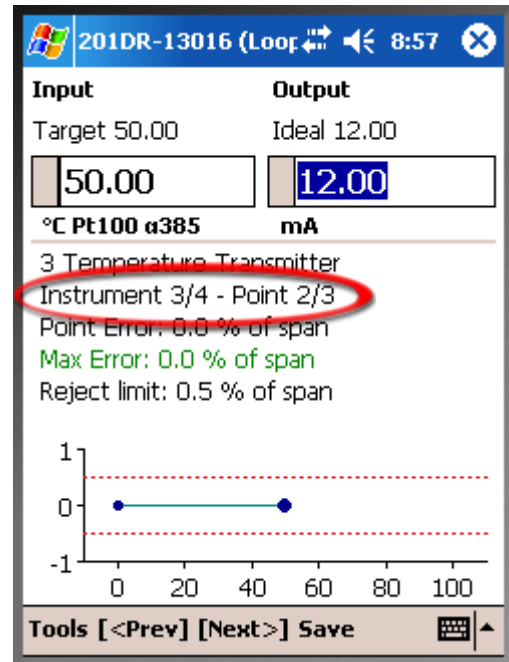 201DR-13016 (Loop 8:57
Input Output
Target 50.00 Ideal 12.00
50.00 12.00
°C Pt100 α385 mA
3 Temperature Transmitter
Instrument 3/4 - Point 2/3
Point Error: 0.0 % of span
Max Error: 0.0 % of span
Reject limit: 0.5 % of span
1
0
-1
0 20 40 60 80 100
Tools [<Prev] [Next>] Save